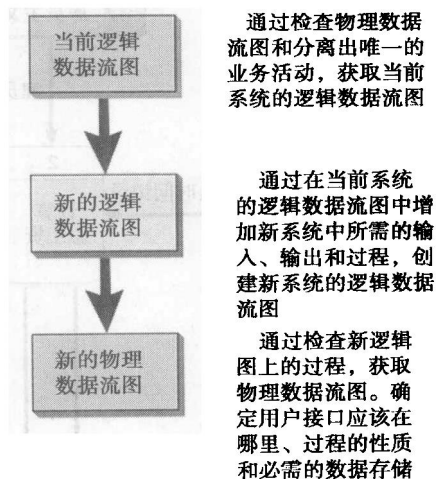 当前逻辑
数据流图
通过检查物理数据
流图和分离出唯一的
业务活动，获取当前
系统的逻辑数据流图
新的逻辑
数据流图
通过在当前系统
的逻辑数据流图中增
加新系统中所需的输
入、输出和过程，创
建新系统的逻辑数据
流图
新的物理
数据流图
通过检查新逻辑
图上的过程，获取
物理数据流图。确
定用户接口应该在
哪里、过程的性质
和必需的数据存储